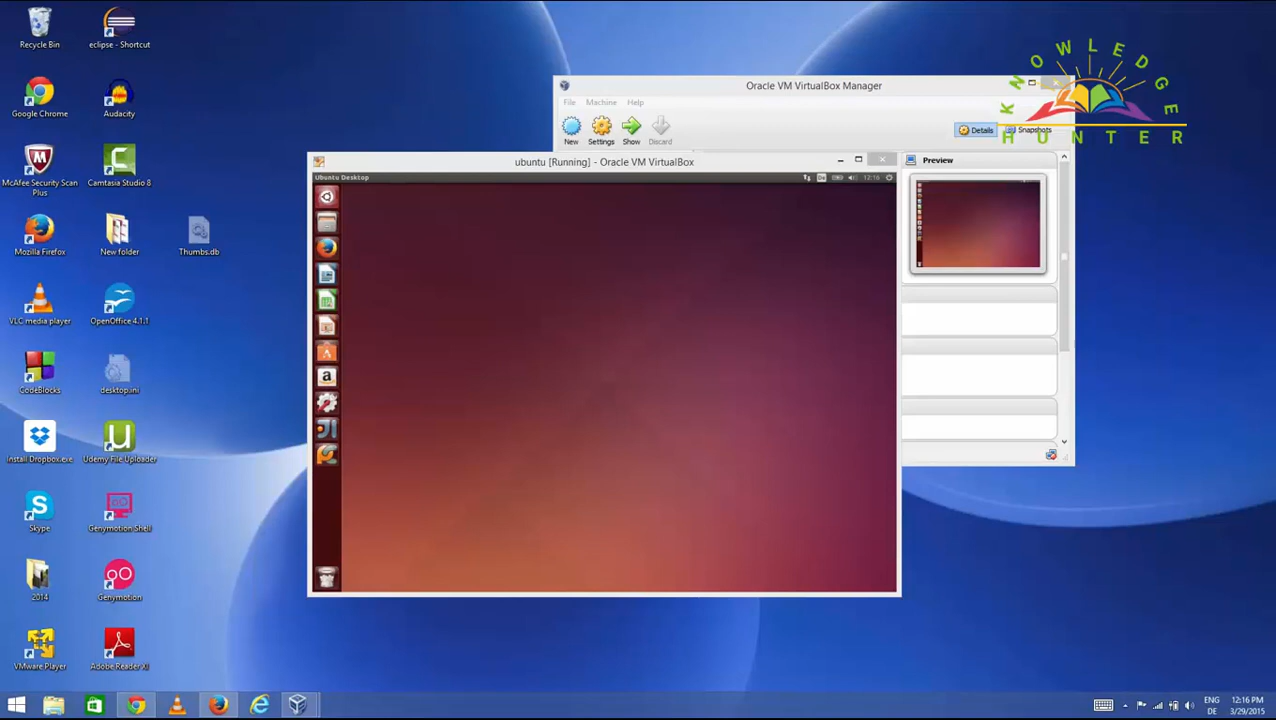 Recycle Bin
eclipse - Shortcut
Google Chrome
Audacity
McAfee Security Scan
Plus
Camtasia Studio 8
Mozilla Firefox
New folder
Thumbs.db
VLC media player
OpenOffice 4.1.1
CodeBlocks
desktop.ini
Install Dropbox.exe
Udemy File Uploader
Skype
Genymotion Shell
2014
Genymotion
VMware Player
Adobe Reader XI
Oracle VM VirtualBox Manager
File Machine Help
New Settings Show Discard
Details Snapshots
KNOWLEDGE
HUNTER
ubuntu [Running] - Oracle VM VirtualBox
Preview
Ubuntu Desktop
De
12:16
ENG
DE
12:16 PM
3/29/2015